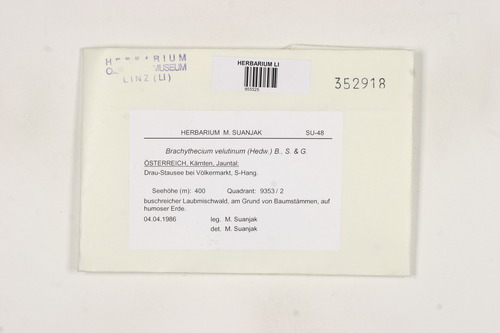 HERBARIUM
MUSEUM
LINZ (LI)
HERBARIUM LI
352918
HERBARIUM M. SUANJAK SU-48
Brachythecium velutinum (Hedw.) B., S. & G
ÖSTERREICH, Kärnten, Jauntal:
Drau-Stausee bei Völkermarkt, S-Hang.
Seehöhe (m): 400 Quadrant: 9353 / 2
buschreicher Laubmischwald, am Grund von Baumstämmen, auf
humoser Erde.
04.04.1986 leg. M. Suanjak
det. M. Suanjak